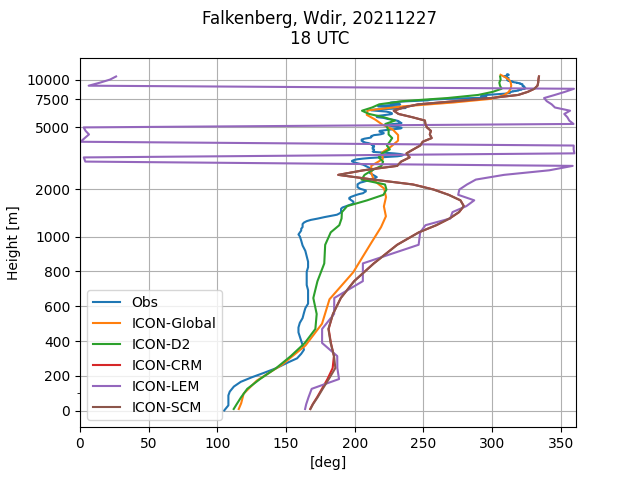 Falkenberg, Wdir, 20211227
18 UTC
10000
7500
5000
2000
1000
800
600
400
200
0
Height [m]
Obs
ICON-Global
ICON-D2
ICON-CRM
ICON-LEM
ICON-SCM
0 50 100 150 200 250 300 350
[deg]